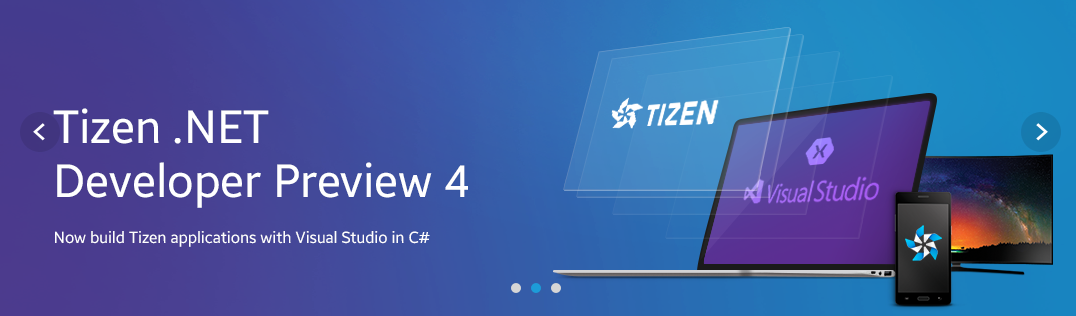 Tizen .NET
Developer Preview 4
Now build Tizen applications with Visual Studio in C#
TIZEN
Visual Studio